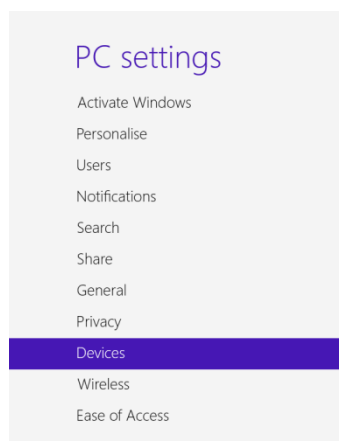 PC settings
Activate Windows
Personalise
Users
Notifications
Search
Share
General
Privacy
Devices
Wireless
Ease of Access